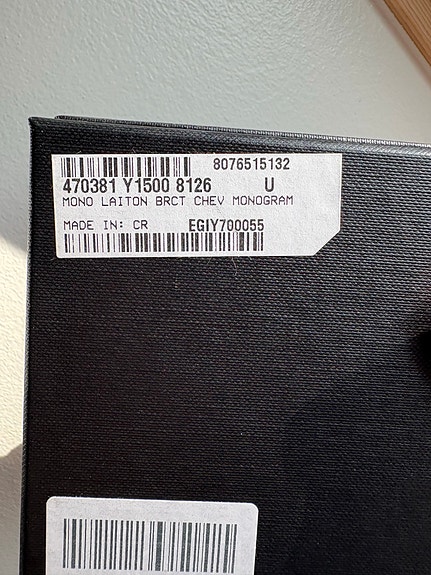 8076515132
470381 Y1500 8126 U
MONO LAITON BRCT CHEV MONOGRAM
MADE IN: CR EGIY700055